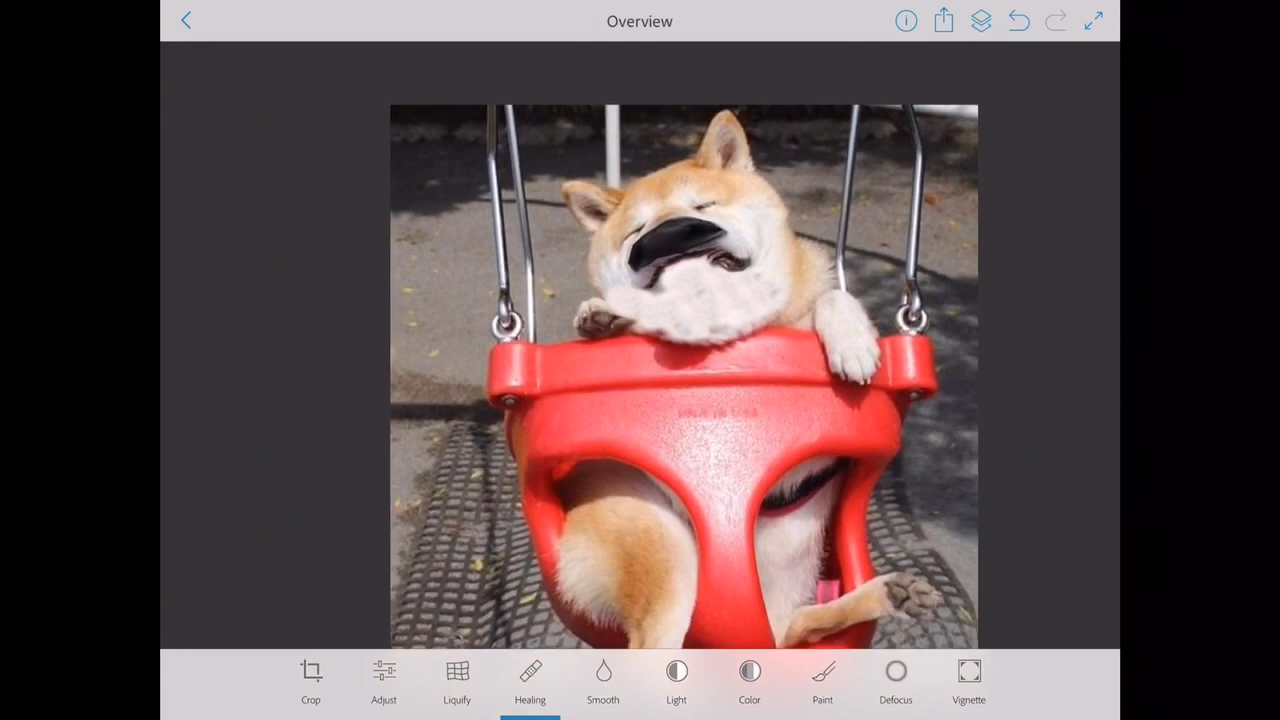 Overview
Crop
Adjust
Liquify
Healing
Smooth
Light
Color
Paint
Defocus
Vignette